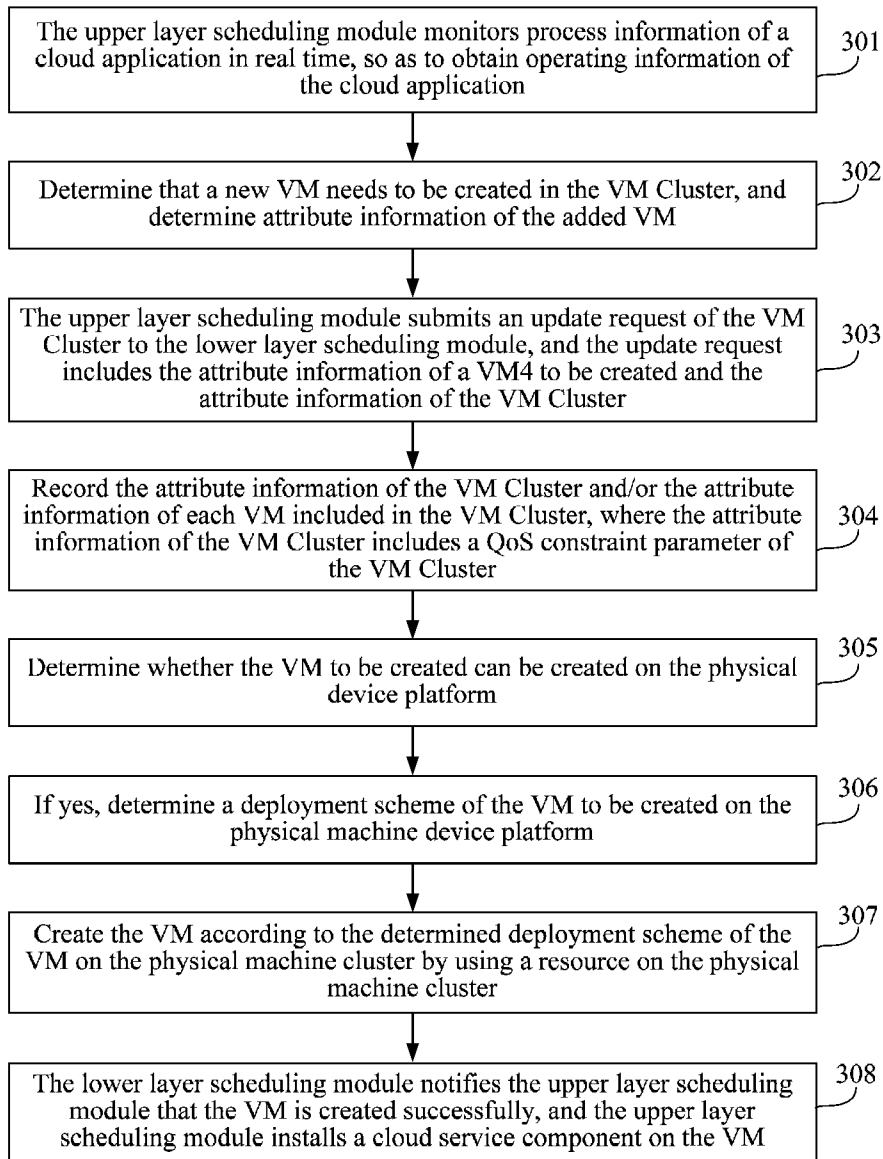 The upper layer scheduling module monitors process information of a
cloud application in real time, so as to obtain operating information of
the cloud application
301
Determine that a new VM needs to be created in the VM Cluster, and
determine attribute information of the added VM
302
The upper layer scheduling module submits an update request of the VM
Cluster to the lower layer scheduling module, and the update request
includes the attribute information of a VM4 to be created and the
attribute information of the VM Cluster
303
Record the attribute information of the VM Cluster and/or the attribute
information of each VM included in the VM Cluster, where the attribute
information of the VM Cluster includes a QoS constraint parameter of
the VM Cluster
304
Determine whether the VM to be created can be created on the physical
device platform
305
If yes, determine a deployment scheme of the VM to be created on the
physical machine device platform
306
Create the VM according to the determined deployment scheme of the
VM on the physical machine cluster by using a resource on the physical
machine cluster
307
The lower layer scheduling module notifies the upper layer scheduling
module that the VM is created successfully, and the upper layer
scheduling module installs a cloud service component on the VM
308